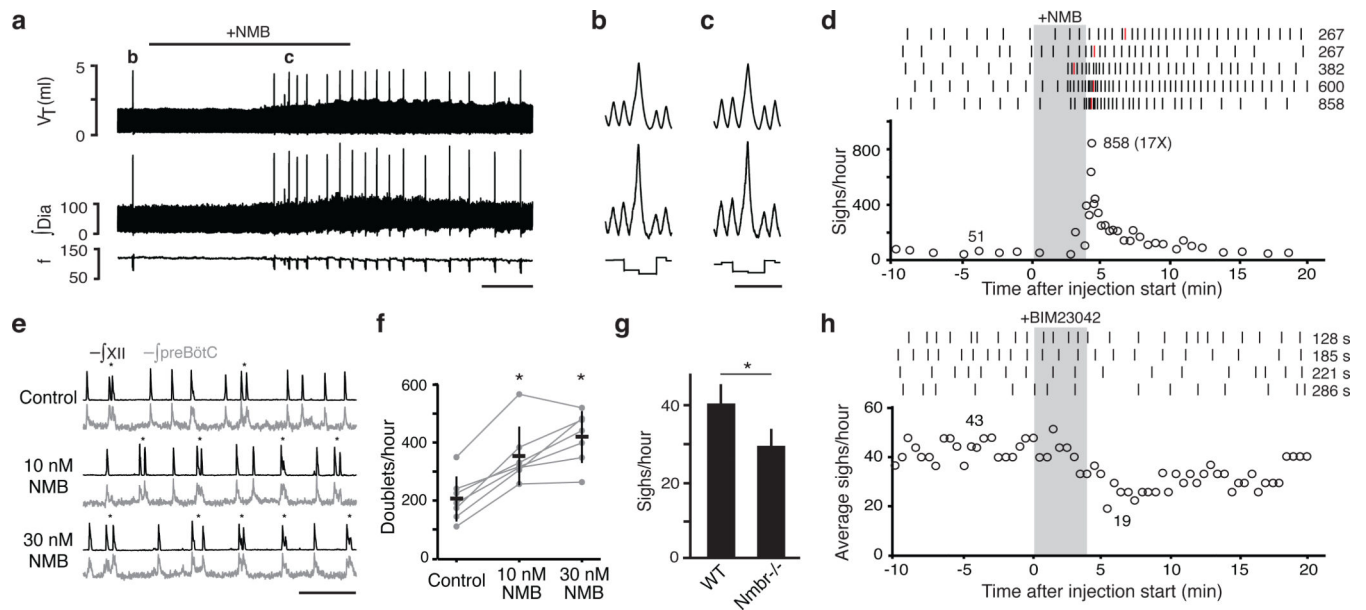 a
+NMB
b
c
5
0
V_T (ml)
100
0
∫Dia
150
50
f
b
c
d
+NMB
267
267
382
600
858
800
400
0
Sighs/hour
858 (17X)
51
-10 -5 0 5 10 15 20
Time after injection start (min)
e
–∫XII –∫preBötC
Control
* *
10 nM
NMB
* * * *
30 nM
NMB
* * * * *
f
600
400
200
0
Doublets/hour
* *
Control 10 nM 30 nM
NMB NMB
g
*
60
40
20
0
Sighs/hour
WT Nmbr-/-
h
+BIM23042
128 s
185 s
221 s
286 s
60
40
20
0
Average sighs/hour
43
19
-10 -5 0 5 10 15 20
Time after injection start (min)